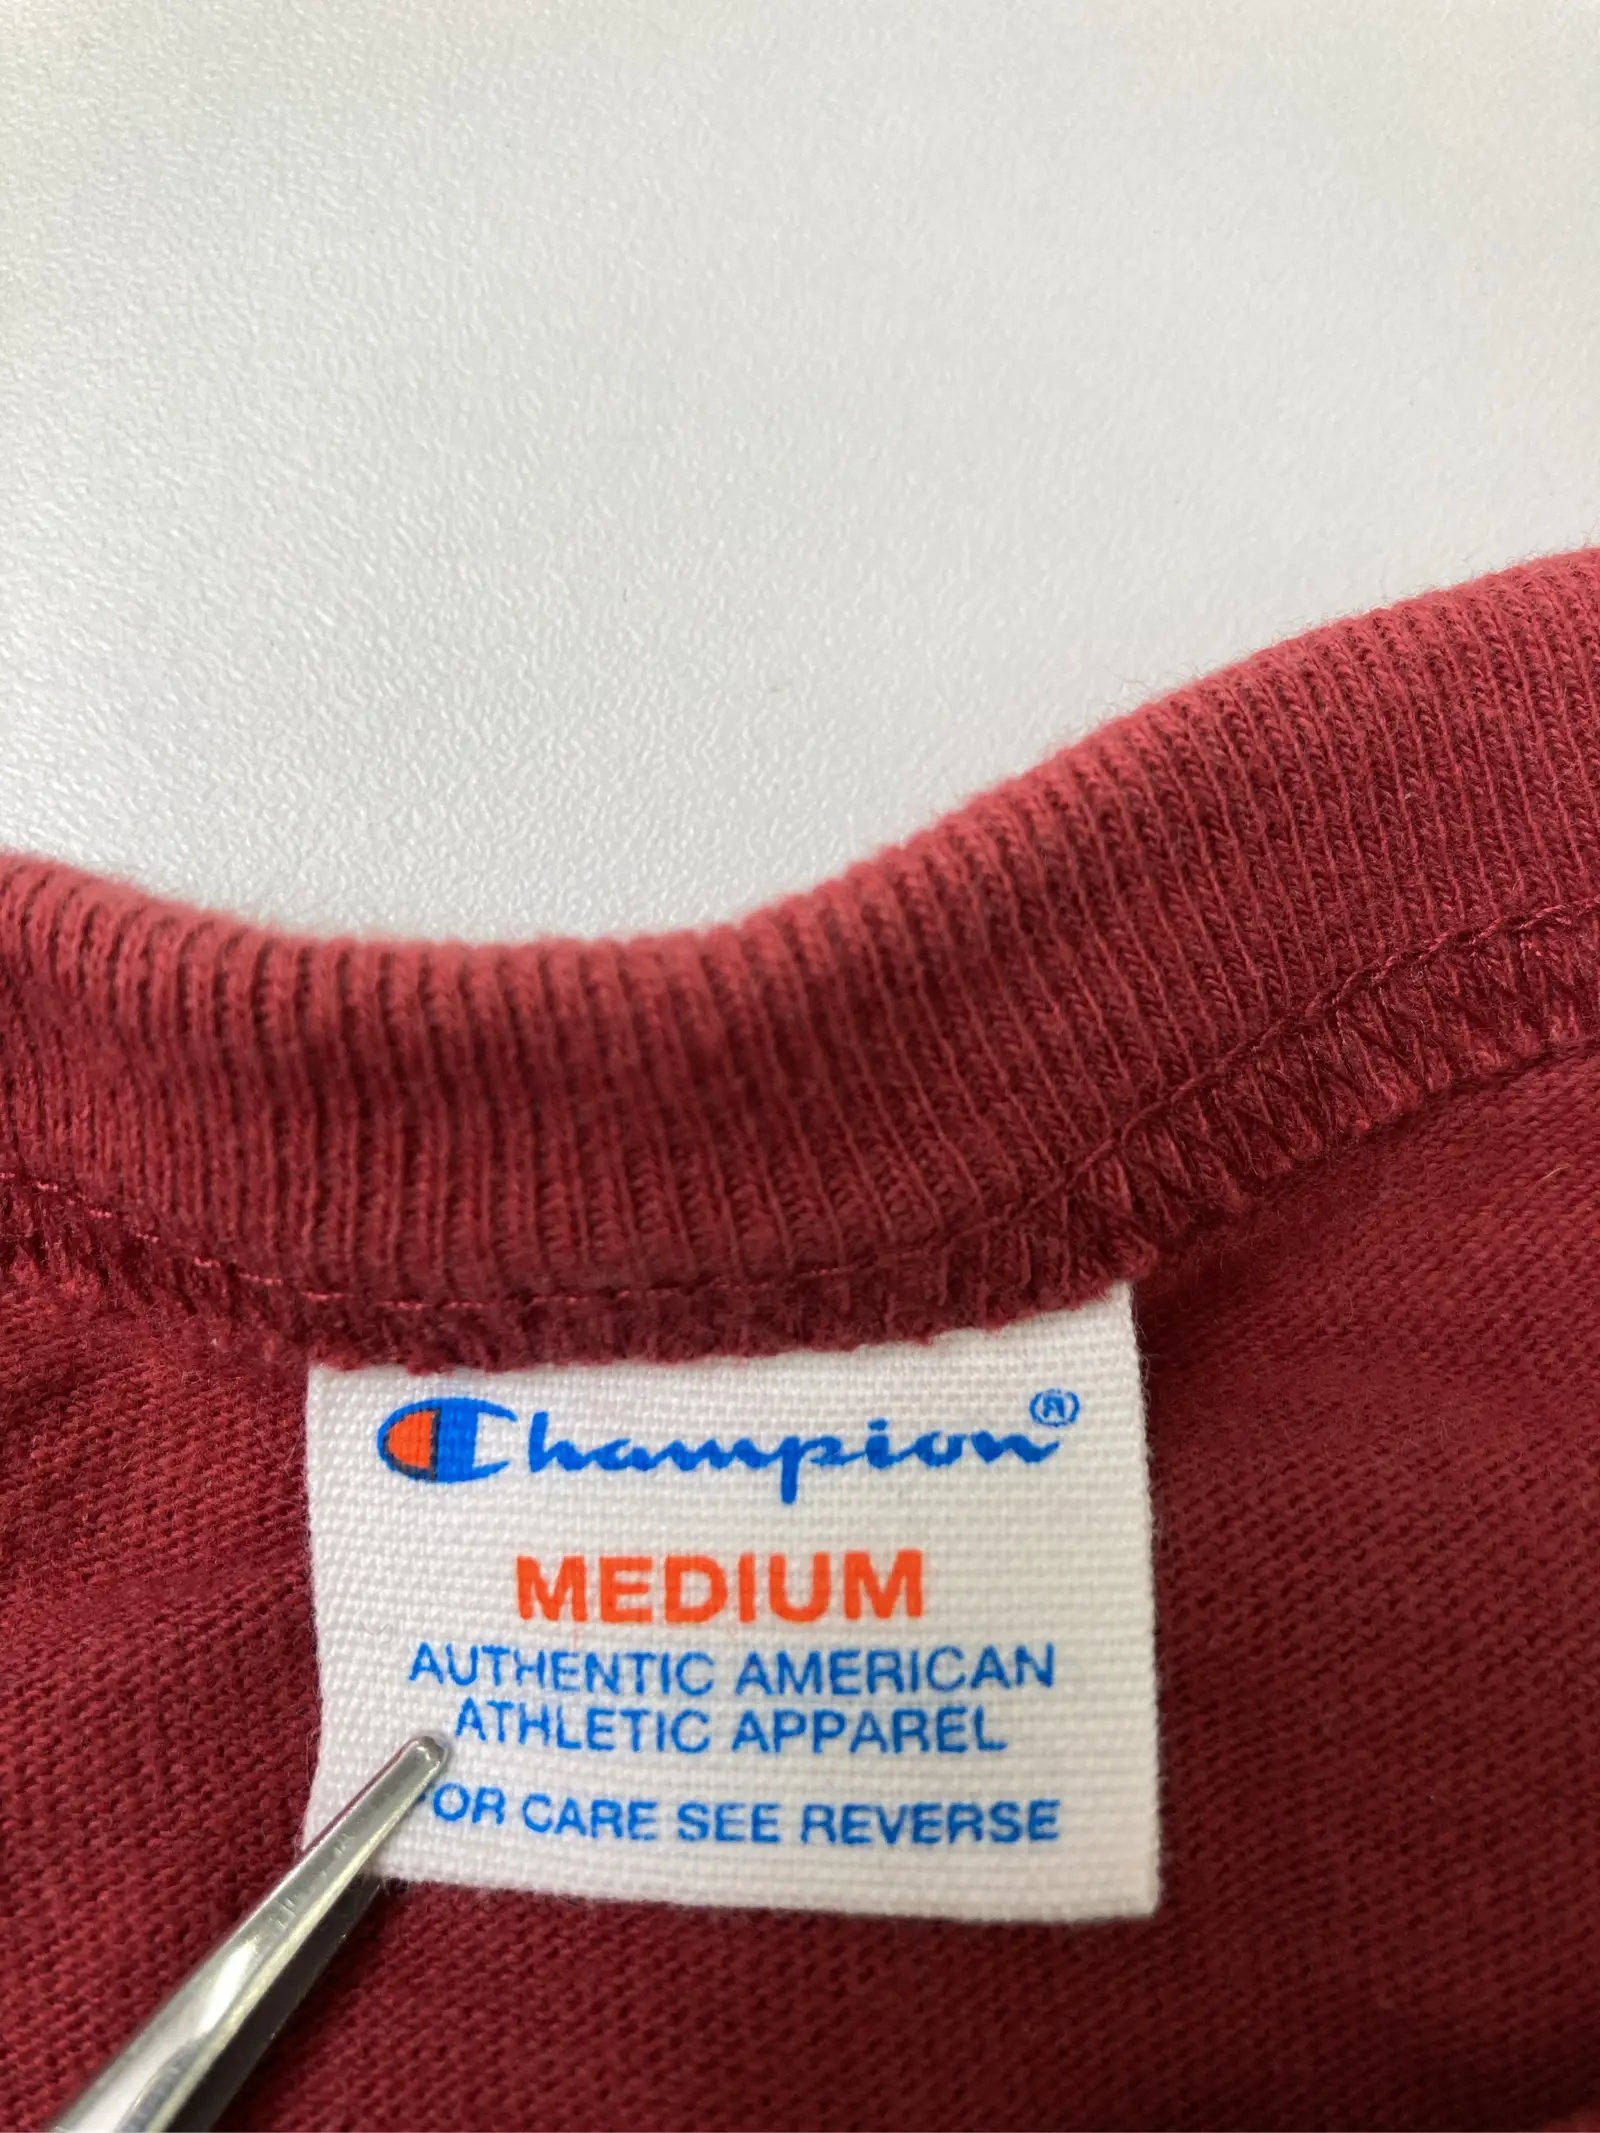 Champion®
MEDIUM
AUTHENTIC AMERICAN
ATHLETIC APPAREL
FOR CARE SEE REVERSE